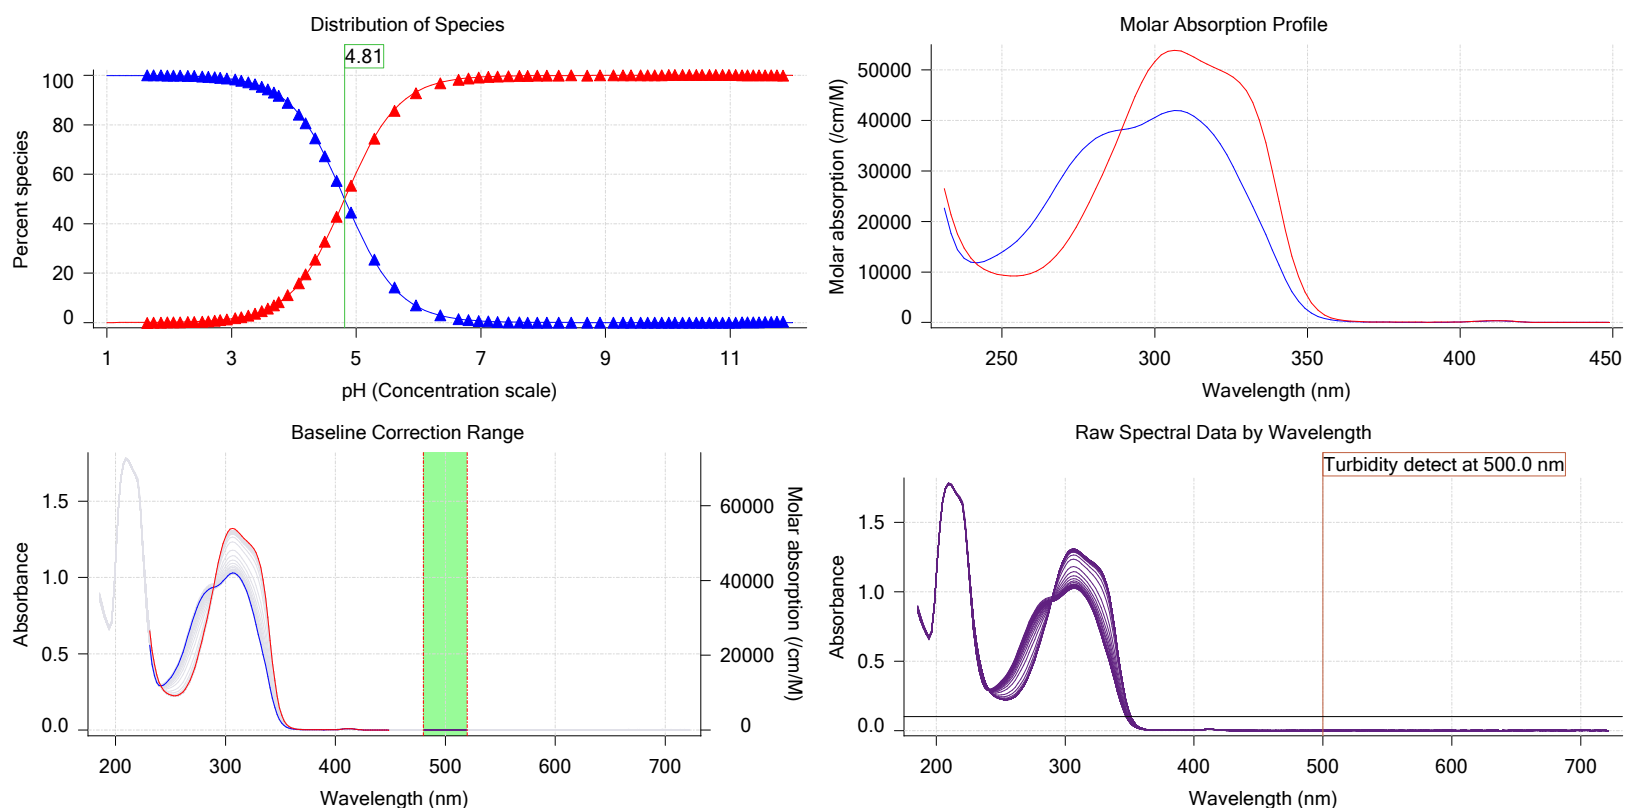 Distribution of Species
4.81
100
80
60
40
20
0
Percent species
1 3 5 7 9 11
pH (Concentration scale)
Molar Absorption Profile
50000
40000
30000
20000
10000
0
Molar absorption (/cm/M)
250 300 350 400 450
Wavelength (nm)
Baseline Correction Range
1.5
1.0
0.5
0.0
Absorbance
60000
40000
20000
0
Molar absorption (/cm/M)
200 300 400 500 600 700
Wavelength (nm)
Raw Spectral Data by Wavelength
Turbidity detect at 500.0 nm
1.5
1.0
0.5
0.0
Absorbance
200 300 400 500 600 700
Wavelength (nm)